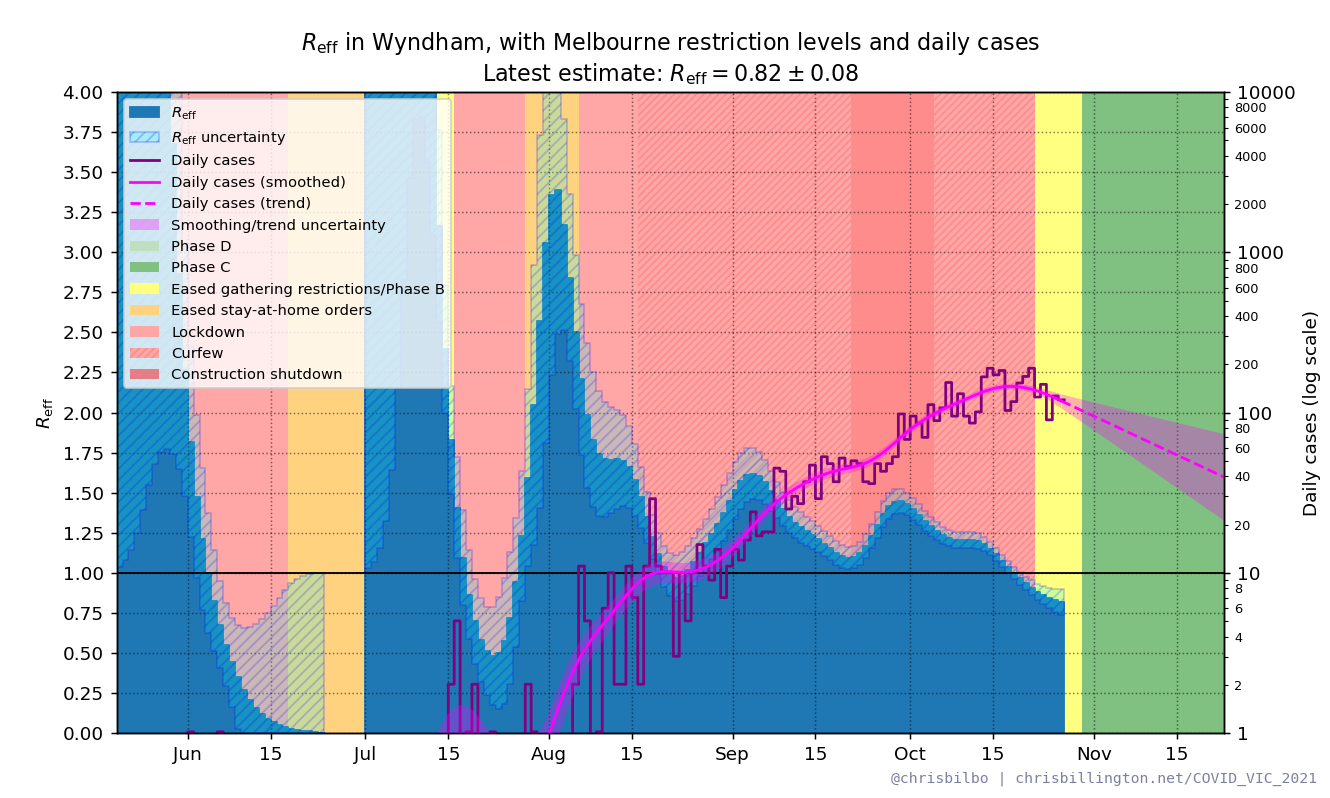 Reff in Wyndham, with Melbourne restriction levels and daily cases
Latest estimate: Reff = 0.82 ± 0.08
Reff
Reff uncertainty
Daily cases
Daily cases (smoothed)
Daily cases (trend)
Smoothing/trend uncertainty
Phase D
Phase C
Eased gathering restrictions/Phase B
Eased stay-at-home orders
Lockdown
Curfew
Construction shutdown
Reff
4.00
3.75
3.50
3.25
3.00
2.75
2.50
2.25
2.00
1.75
1.50
1.25
1.00
0.75
0.50
0.25
0.00
Jun 15 Jul 15 Aug 15 Sep 15 Oct 15 Nov 15
10000
8000
6000
4000
2000
1000
800
600
400
200
100
80
60
40
20
10
8
6
4
2
1
Daily cases (log scale)
@chrisbilbo | chrisbillington.net/COVID_VIC_2021